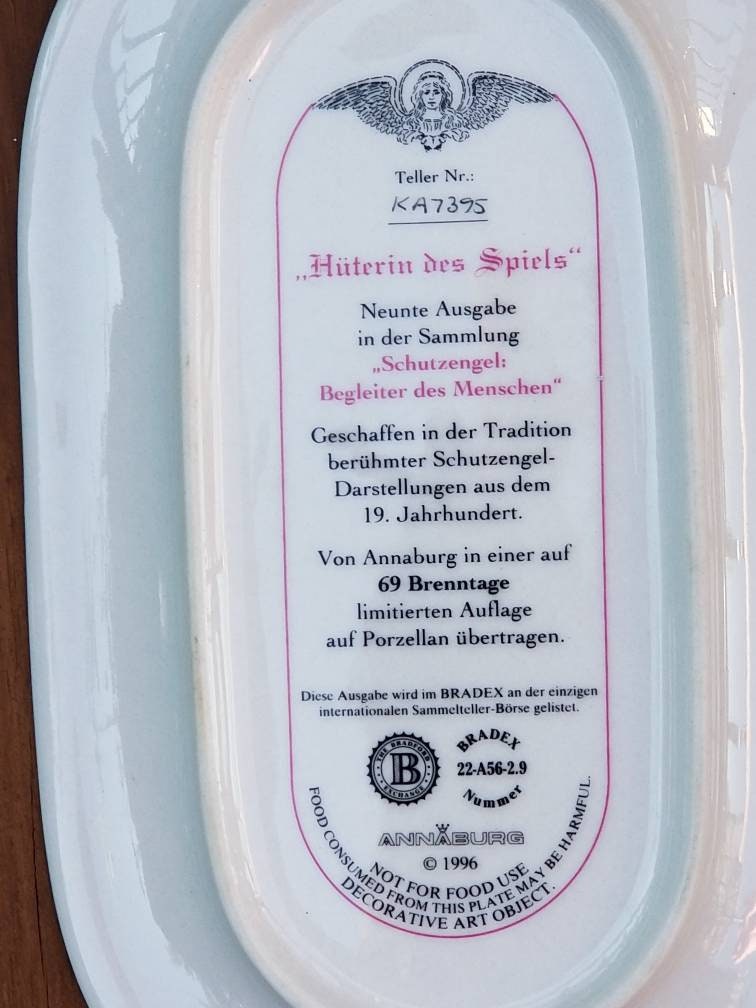 Teller Nr.:
KA7395
„Hüterin des Spiels“
Neunte Ausgabe
in der Sammlung
„Schutzengel:
Begleiter des Menschen“
Geschaffen in der Tradition
berühmter Schutzengel-
Darstellungen aus dem
19. Jahrhundert.
Von Annaburg in einer auf
69 Brenntage
limitierten Auflage
auf Porzellan übertragen.
Diese Ausgabe wird im BRADEX an der einzigen
internationalen Sammelteller-Börse gelistet.
THE BRADFORD
B
EXCHANGE
BRADEX
22-A56-2.9
Nummer
ANNABURG
© 1996
NOT FOR FOOD USE
FOOD CONSUMED FROM THIS PLATE MAY BE HARMFUL.
DECORATIVE ART OBJECT.